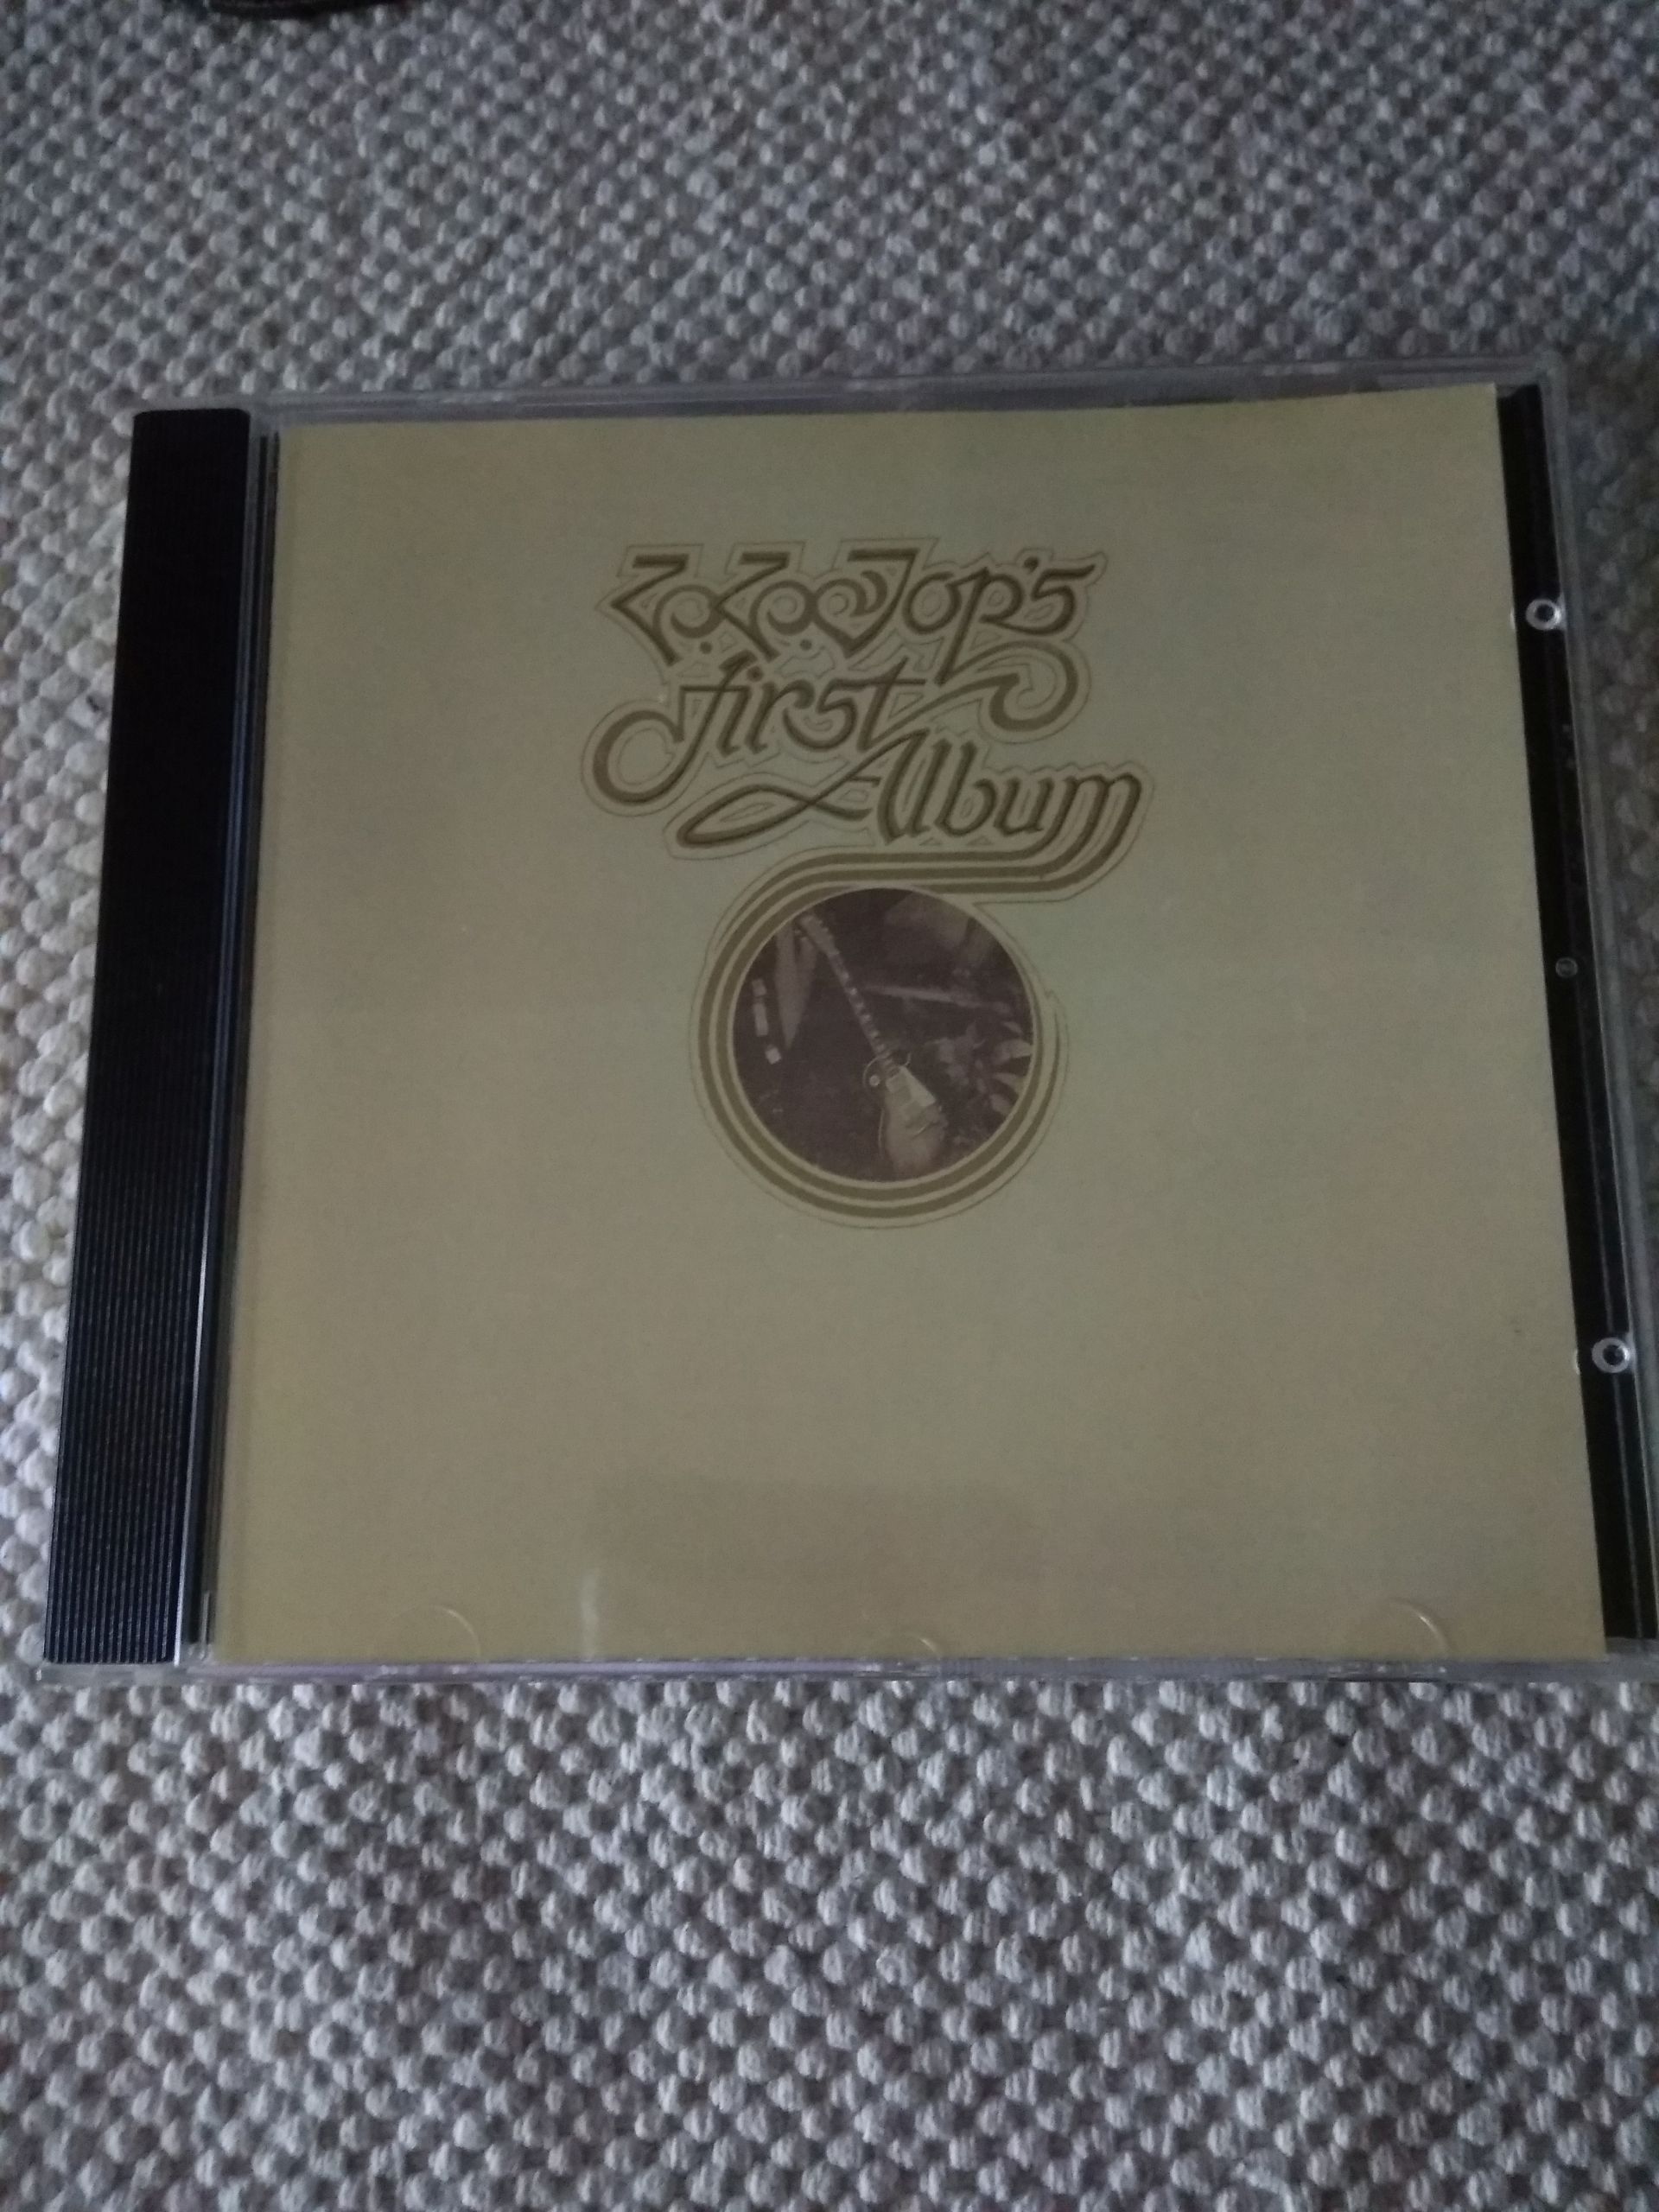 Z.Z. Top's
first
Album